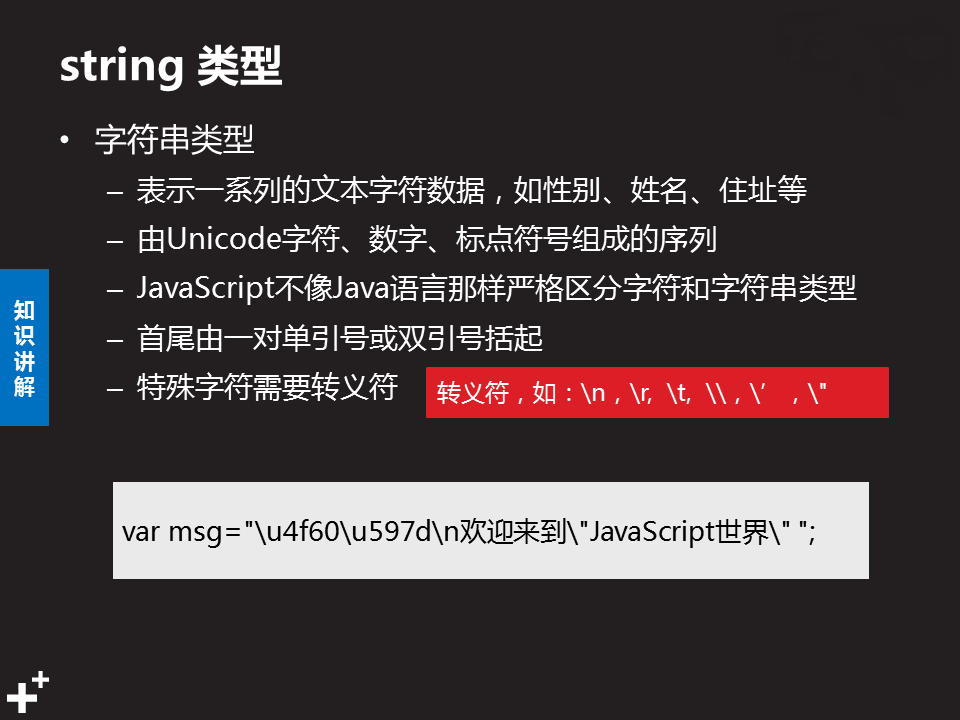 string 类型
• 字符串类型
– 表示一系列的文本字符数据，如性别、姓名、住址等
– 由Unicode字符、数字、标点符号组成的序列
– JavaScript不像Java语言那样严格区分字符和字符串类型
– 首尾由一对单引号或双引号括起
– 特殊字符需要转义符
转义符，如：\n，\r, \t, \\，\’ ，\"
知识讲解
var msg="\u4f60\u597d\n欢迎来到\"JavaScript世界\" ";